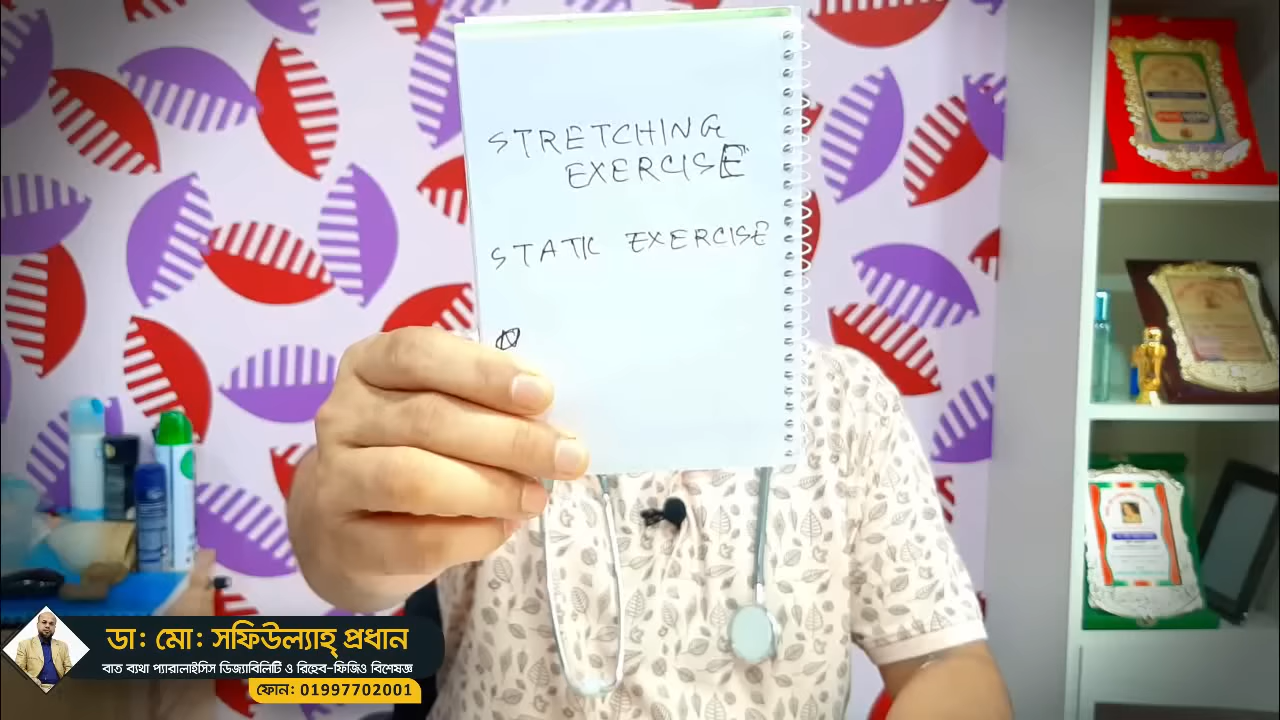 STRETCHING
EXERCISE
STATIC EXERCISE
ডা: মো: সফিউল্যাহ্ প্রধান
বাত ব্যথা প্যারালাইসিস ডিজ্যাবিলিটি ও রিহেব-ফিজিও বিশেষজ্ঞ
ফোন: 01997702001